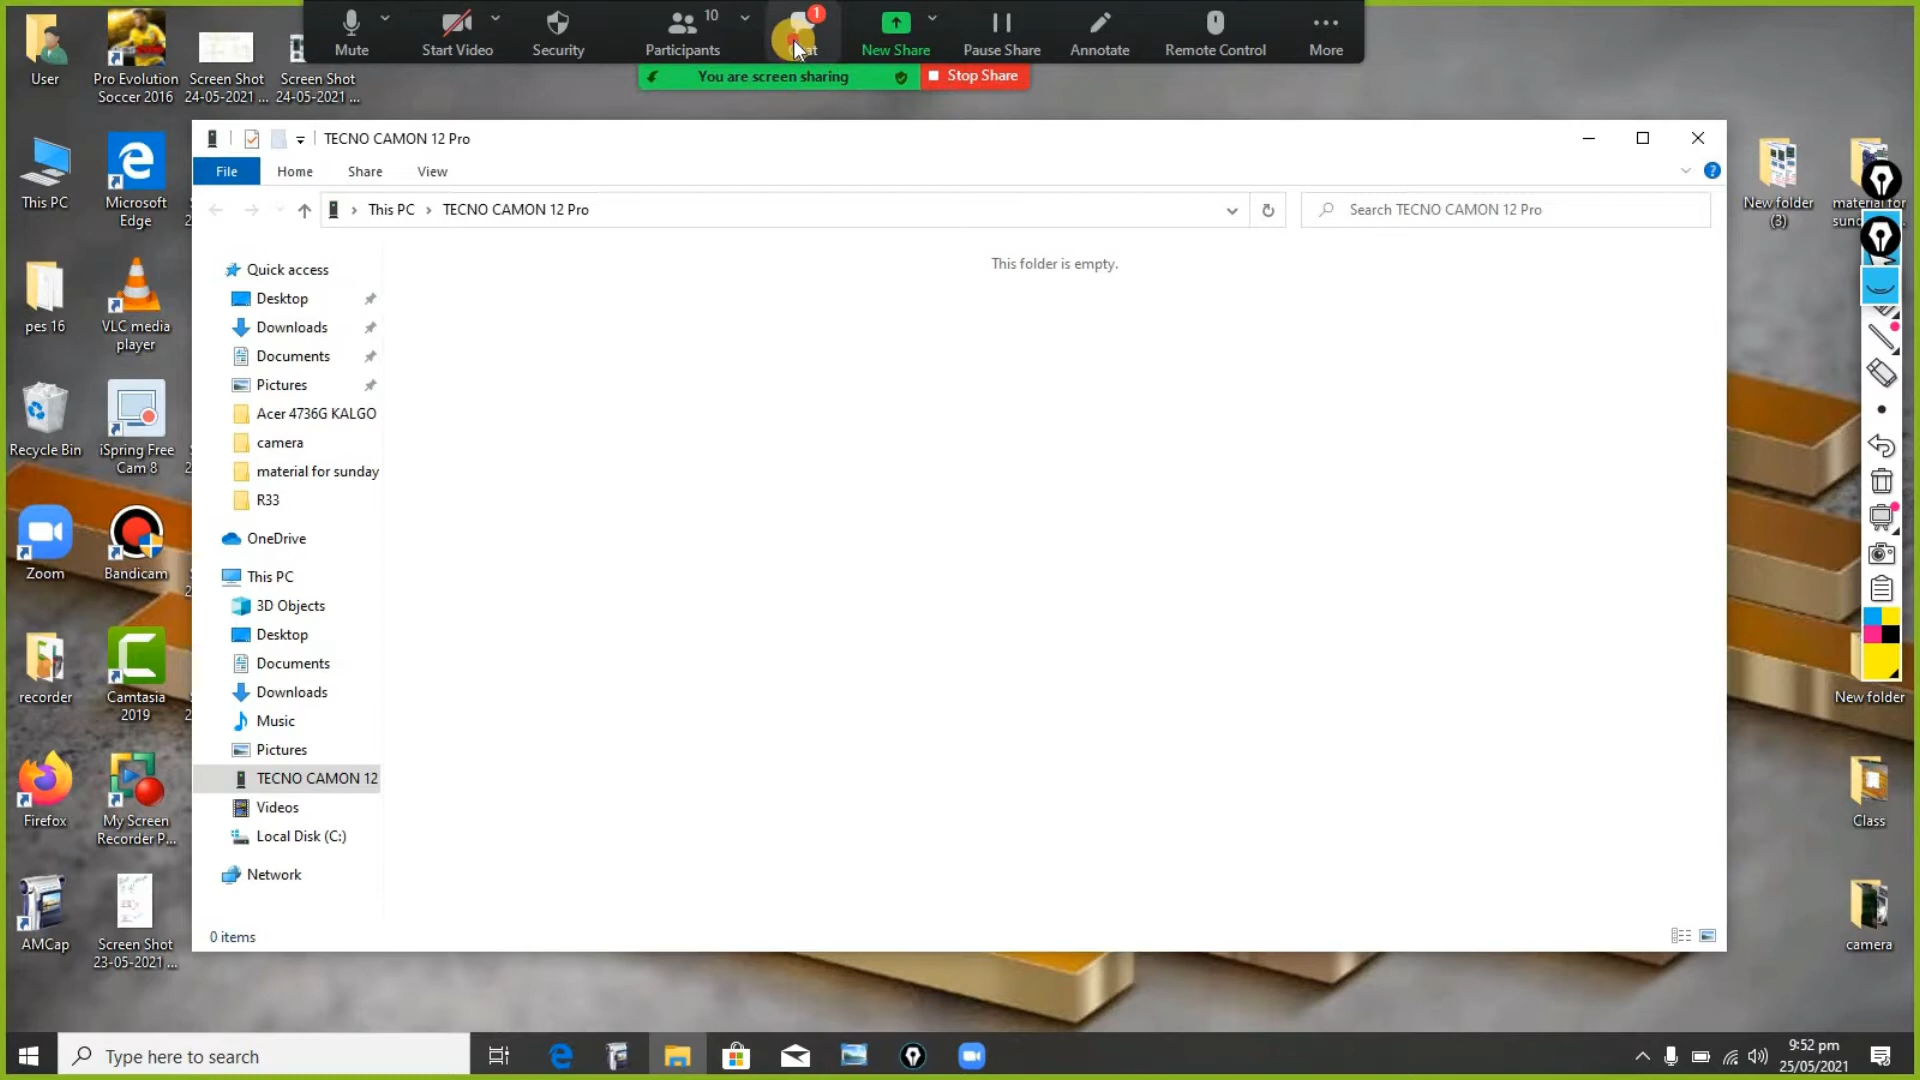 Mute
Start Video
Security
Participants
10
1
New Share
Pause Share
Annotate
Remote Control
More
You are screen sharing
Stop Share
User
Pro Evolution
Soccer 2016
Screen Shot
24-05-2021 ...
Screen Shot
24-05-2021 ...
This PC
Microsoft
Edge
pes 16
VLC media
player
Recycle Bin
iSpring Free
Cam 8
Zoom
Bandicam
recorder
Camtasia
2019
Firefox
My Screen
Recorder P...
AMCap
Screen Shot
23-05-2021 ...
TECNO CAMON 12 Pro
File
Home
Share
View
This PC
TECNO CAMON 12 Pro
Search TECNO CAMON 12 Pro
This folder is empty.
Quick access
Desktop
Downloads
Documents
Pictures
Acer 4736G KALGO
camera
material for sunday
R33
OneDrive
This PC
3D Objects
Desktop
Documents
Downloads
Music
Pictures
TECNO CAMON 12
Videos
Local Disk (C:)
Network
0 items
New folder
(3)
material for
New folder
Class
camera
Type here to search
9:52 pm
25/05/2021